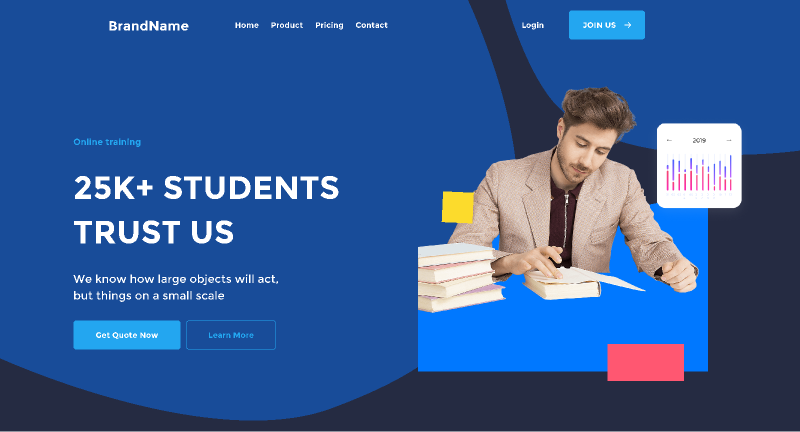 BrandName
Home Product Pricing Contact
Login
JOIN US →
Online training
25K+ STUDENTS
TRUST US
We know how large objects will act,
but things on a small scale
Get Quote Now
Learn More
← 2019 →